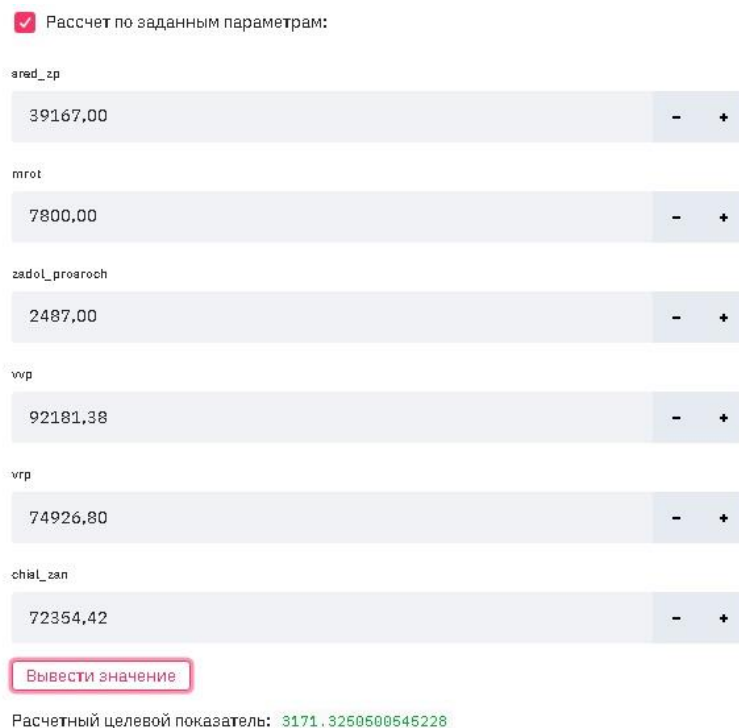 Рассчет по заданным параметрам:
sred_zp
39167,00
- +
mrot
7800,00
- +
zadol_prosroch
2487,00
- +
vvp
92181,38
- +
vrp
74926,80
- +
chisl_zan
72354,42
- +
Вывести значение
Расчетный целевой показатель: 3171.3250500545228